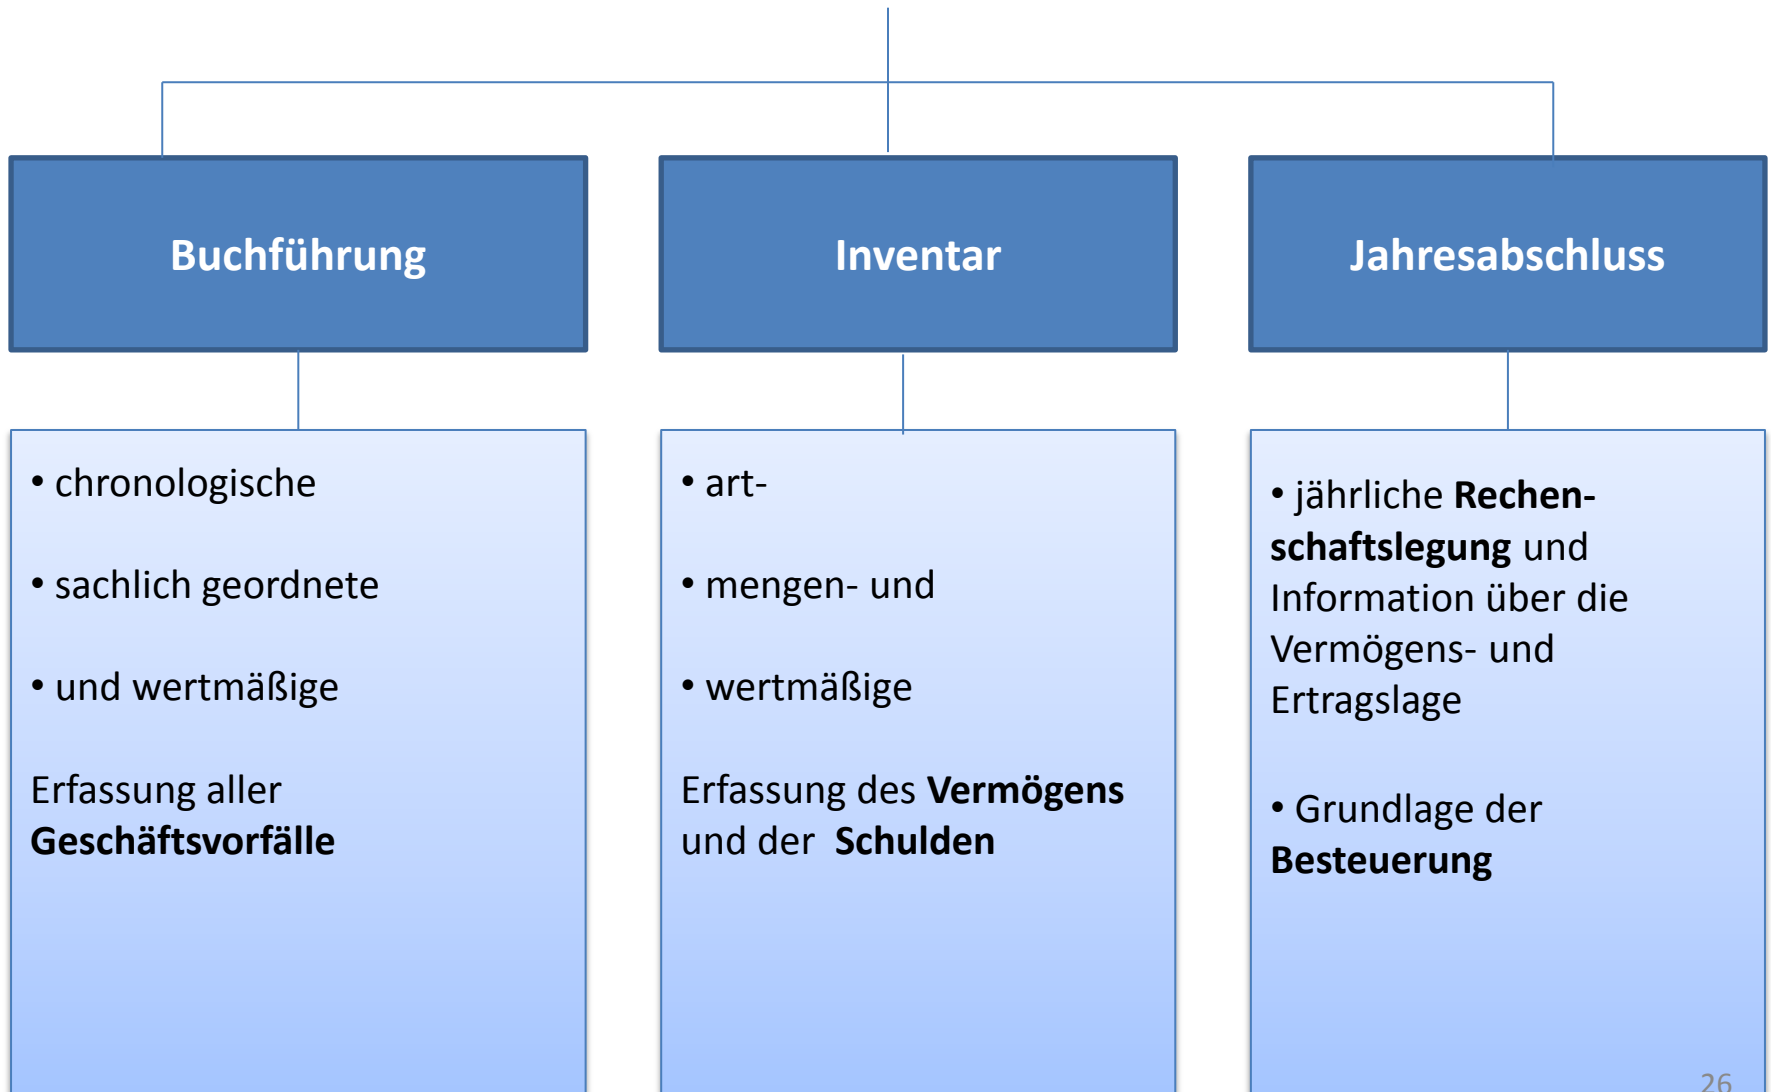 Buchführung
• chronologische
• sachlich geordnete
• und wertmäßige
Erfassung aller
Geschäftsvorfälle
Inventar
• art-
• mengen- und
• wertmäßige
Erfassung des Vermögens
und der Schulden
Jahresabschluss
• jährliche Rechen-
schaftslegung und
Information über die
Vermögens- und
Ertragslage
• Grundlage der
Besteuerung
26